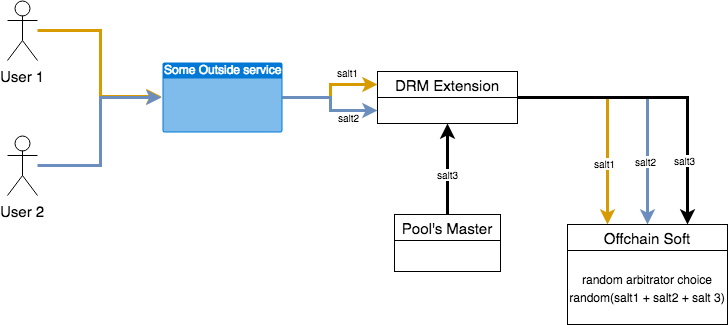 User 1
User 2
Some Outside service
salt1
salt2
DRM Extension
salt3
Pool's Master
salt1
salt2
salt3
Offchain Soft
random arbitrator choice
random(salt1 + salt2 + salt 3)